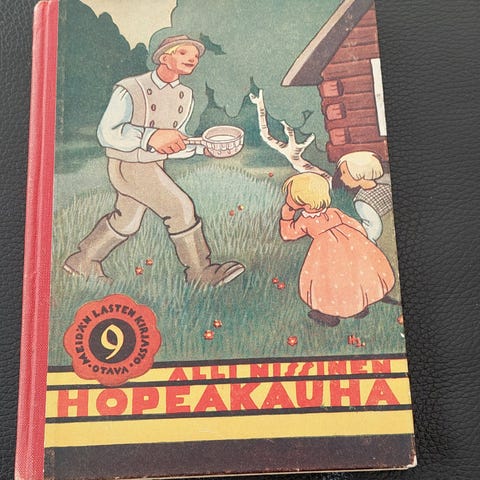 MEIDÄN LASTEN KIRJASTO
9
OTAVA
ALLI NISSINEN
HOPEAKAUHA